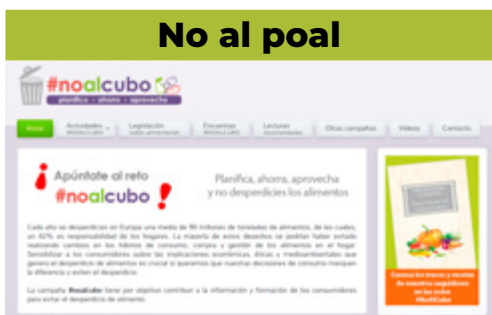 No al poal
#noalcubo
planifica - ahorra - aprovecha
Inicio
Actividades
#NOALCUBO
Legislación
sobre alimentación
Encuestas
#NOALCUBO
Lecturas
recomendadas
Otras campañas
Vídeos
Contacto
¡ Apúntate al reto
#noalcubo !
Planifica, ahorra, aprovecha
y no desperdicies los alimentos
Cada año se desperdician en Europa una media de 90 millones de toneladas de alimentos, de las cuales,
un 42% es responsabilidad de los hogares. La mayoría de estos desechos se podrían haber evitado
realizando cambios en los hábitos de consumo, compra y gestión de los alimentos en el hogar.
Sensibilizar a los consumidores sobre las implicaciones económicas, éticas y medioambientales que
genera el desperdicio de alimentos es crucial si queremos que nuestras decisiones de consumo marquen
la diferencia y eviten el desperdicio.
La campaña #noalcubo tiene por objetivo contribuir a la información y formación de los consumidores
para evitar el desperdicio de alimento.
Conoce los trucos y recetas
de nuestros seguidores
en las redes
#NoAlCubo